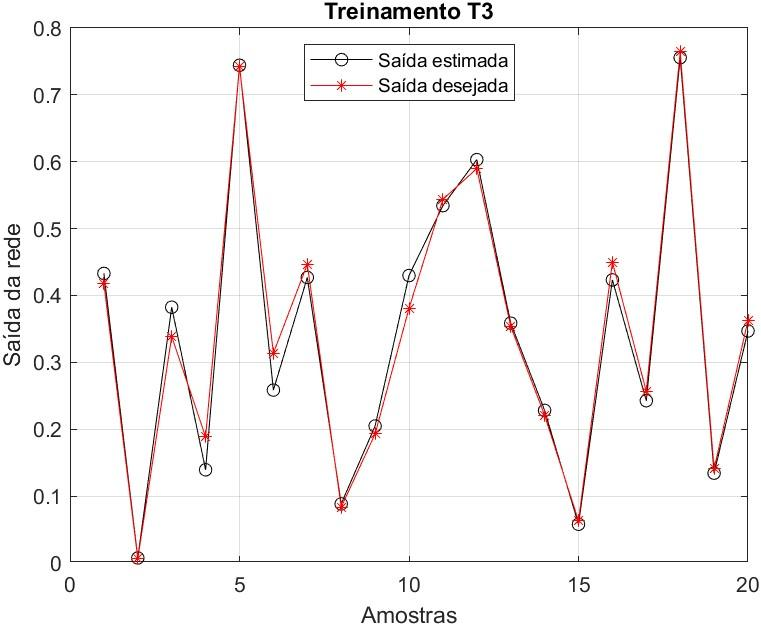 Treinamento T3
Saída estimada
Saída desejada
Saída da rede
0.8
0.7
0.6
0.5
0.4
0.3
0.2
0.1
0
0 5 10 15 20
Amostras